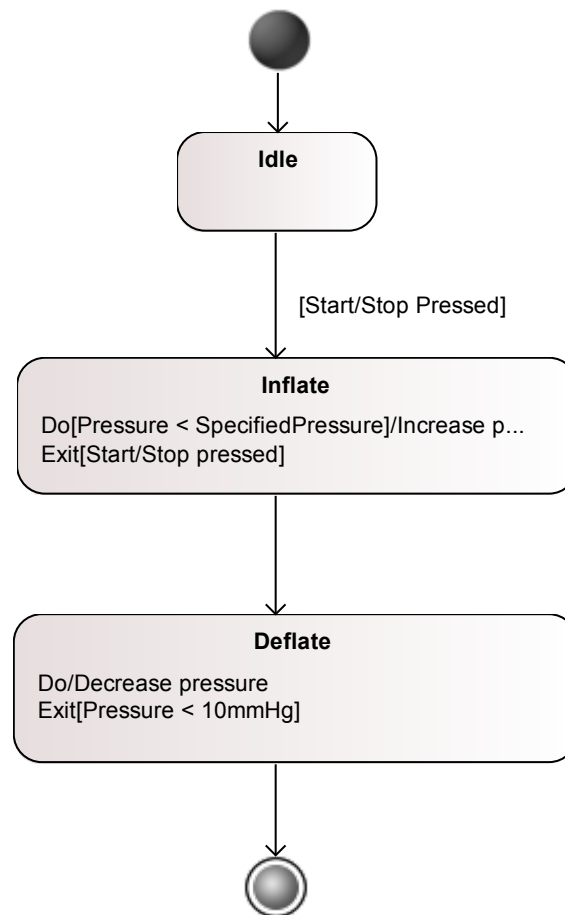 Idle
[Start/Stop Pressed]
Inflate
Do[Pressure < SpecifiedPressure]/Increase p...
Exit[Start/Stop pressed]
Deflate
Do/Decrease pressure
Exit[Pressure < 10mmHg]